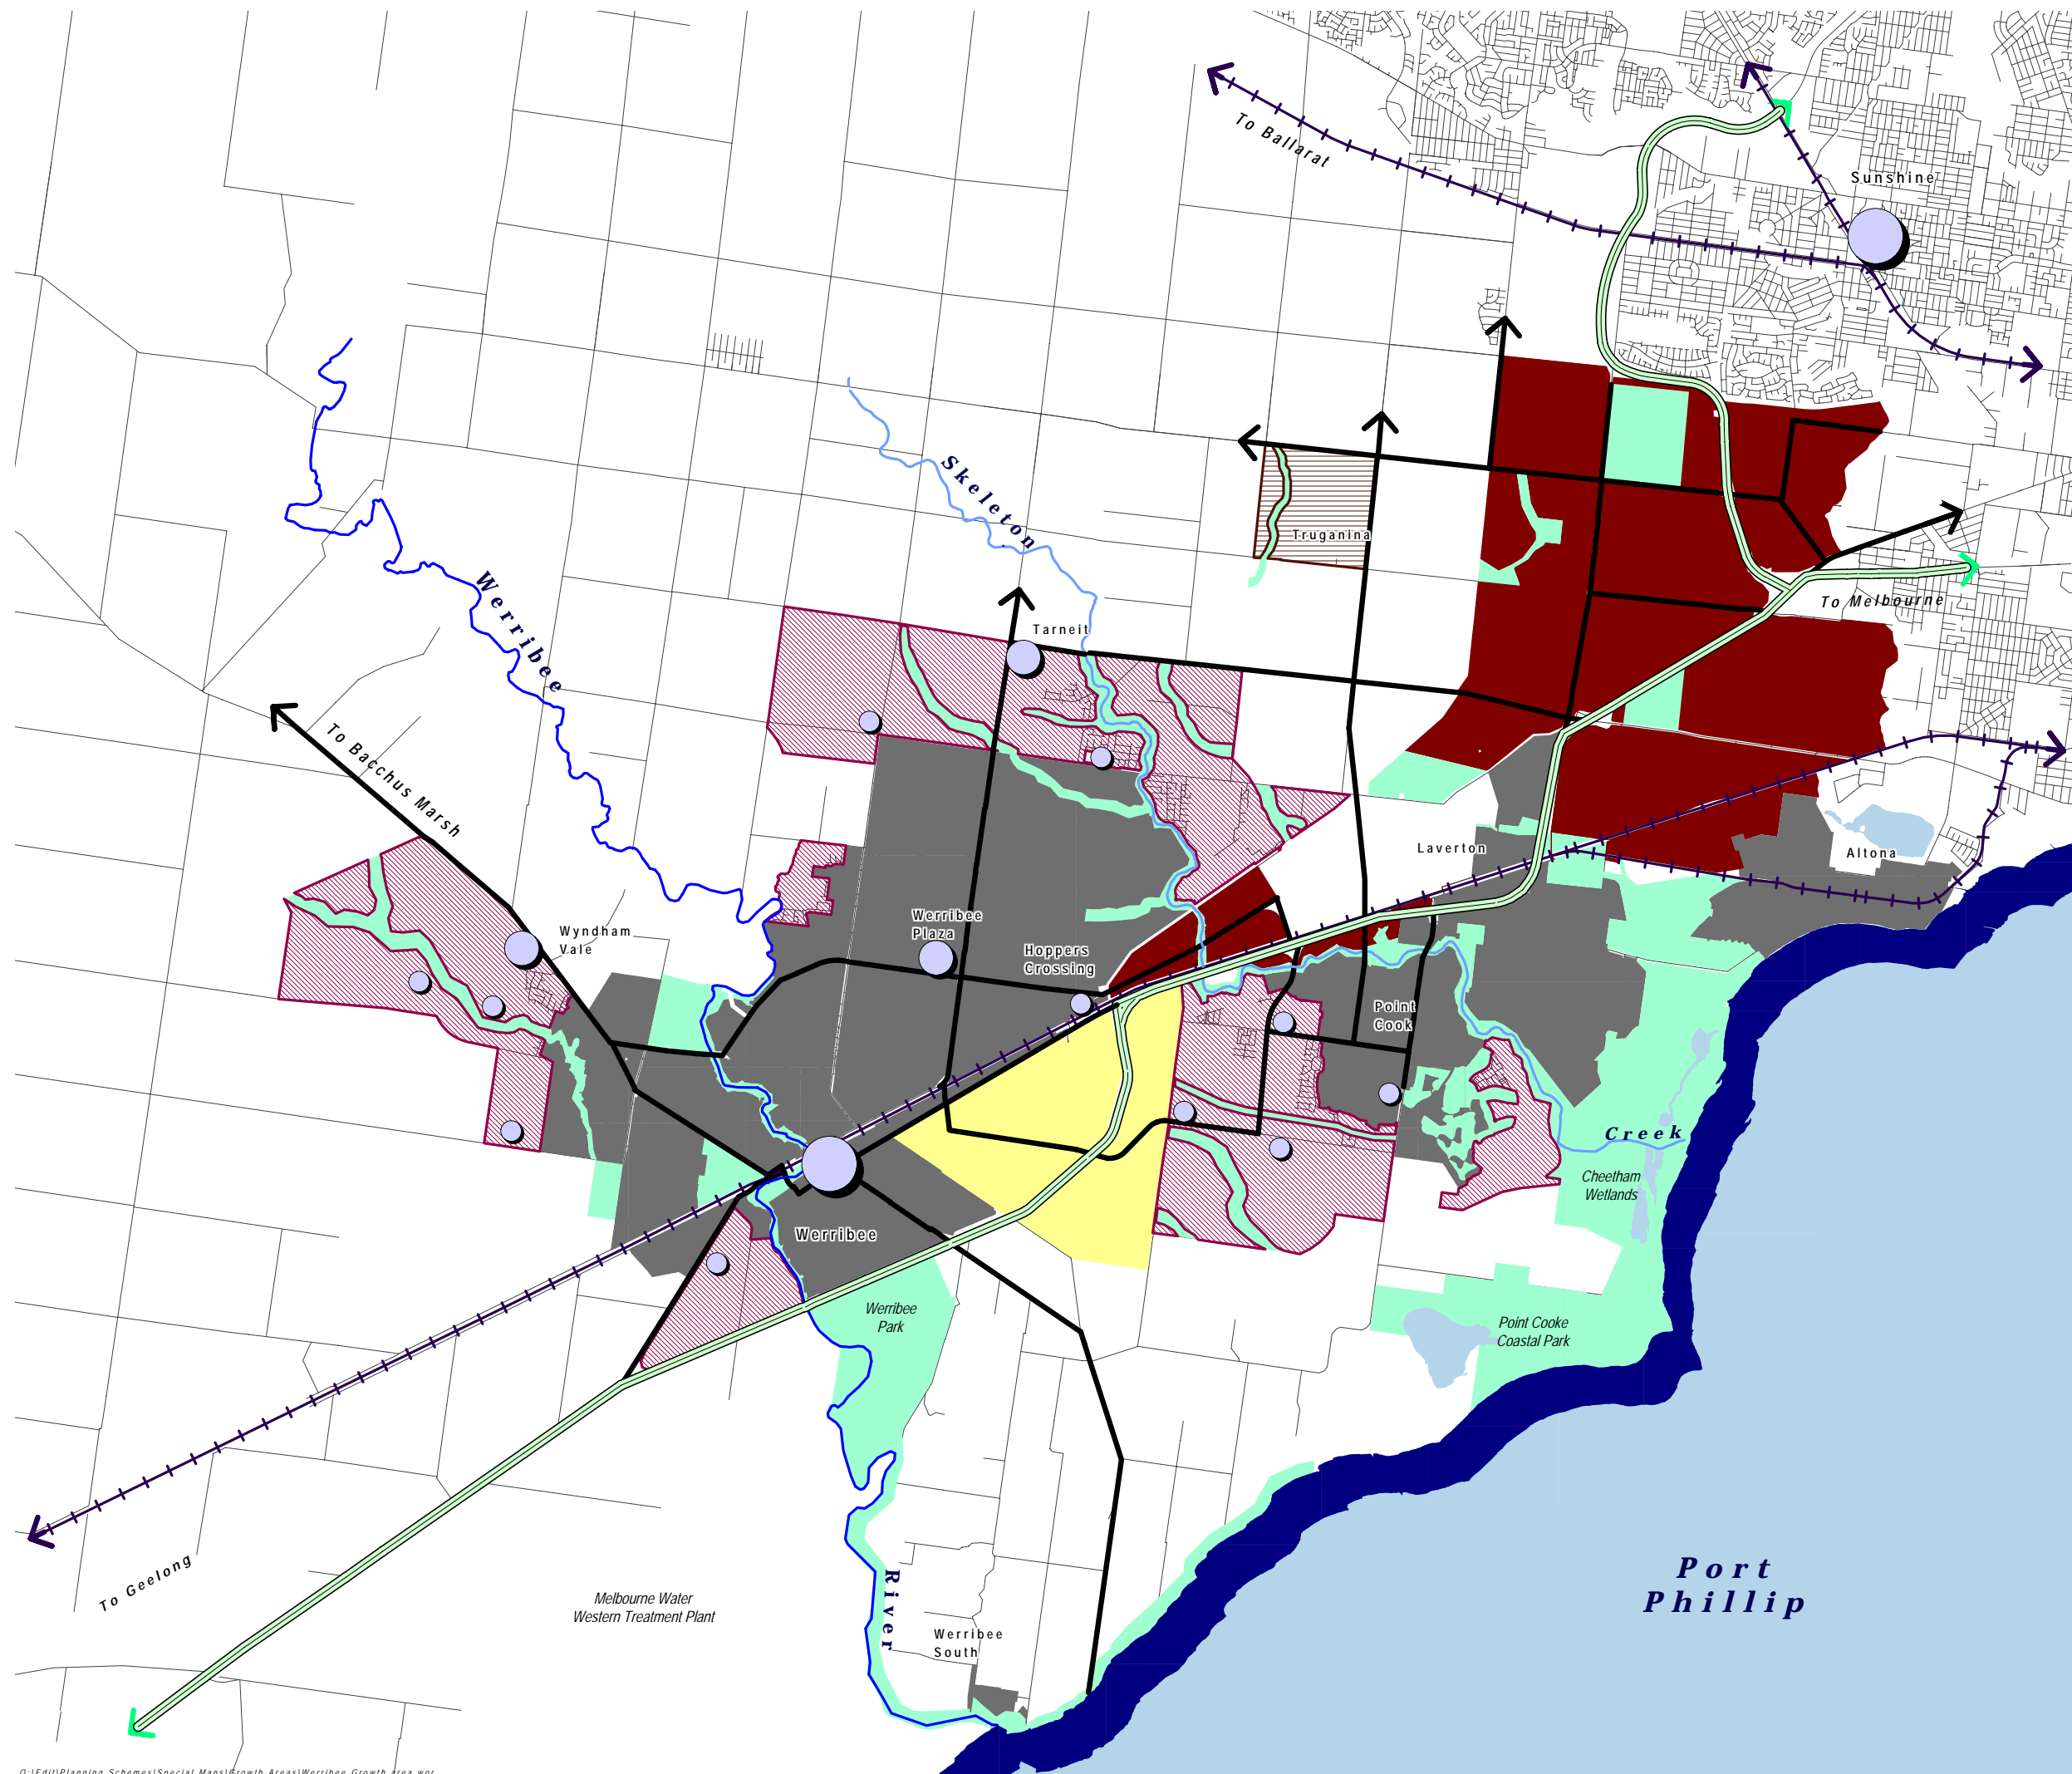 To Ballarat
Sunshine
Skeleton
Truganina
To Melbourne
Werribee
Tarneit
To Bacchus Marsh
Laverton
Altona
Wyndham
Vale
Werribee
Plaza
Hoppers
Crossing
Point
Cook
Creek
Cheetham
Wetlands
Werribee
Werribee
Park
Point Cooke
Coastal Park
To Geelong
Port
Phillip
Melbourne Water
Western Treatment Plant
River
Werribee
South